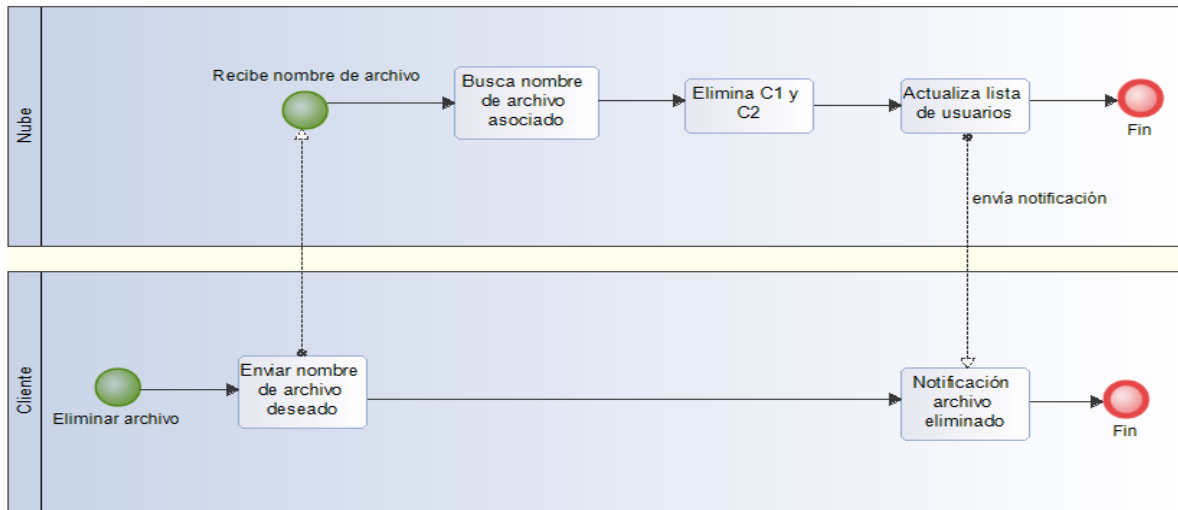 Nube
Recibe nombre de archivo
Busca nombre
de archivo
asociado
Elimina C1 y
C2
Actualiza lista
de usuarios
Fin
envía notificación
Cliente
Eliminar archivo
Enviar nombre
de archivo
deseado
Notificación
archivo
eliminado
Fin